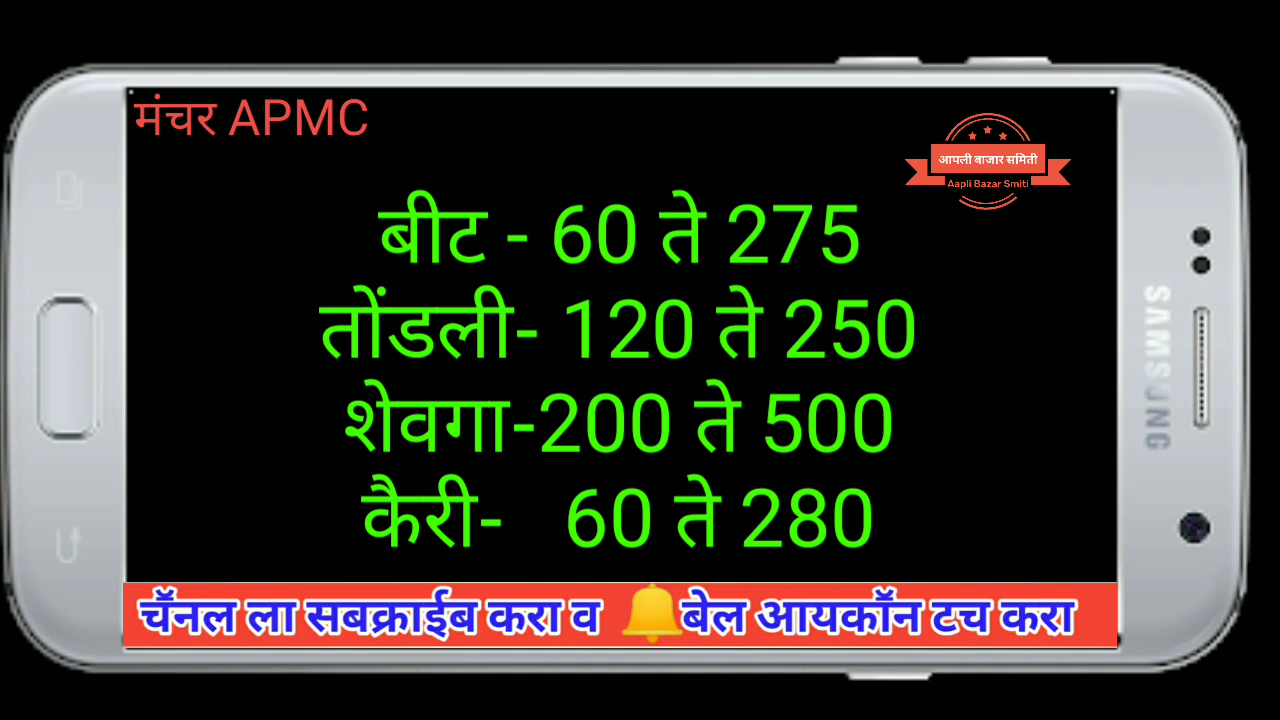 मंचर APMC
आपली बाजार समिती
Aapli Bazar Smiti
बीट - 60 ते 275
तोंडली- 120 ते 250
शेवगा-200 ते 500
कैरी- 60 ते 280
SAMSUNG
चॅनल ला सबक्राईब करा व 🔔बेल आयकॉन टच करा